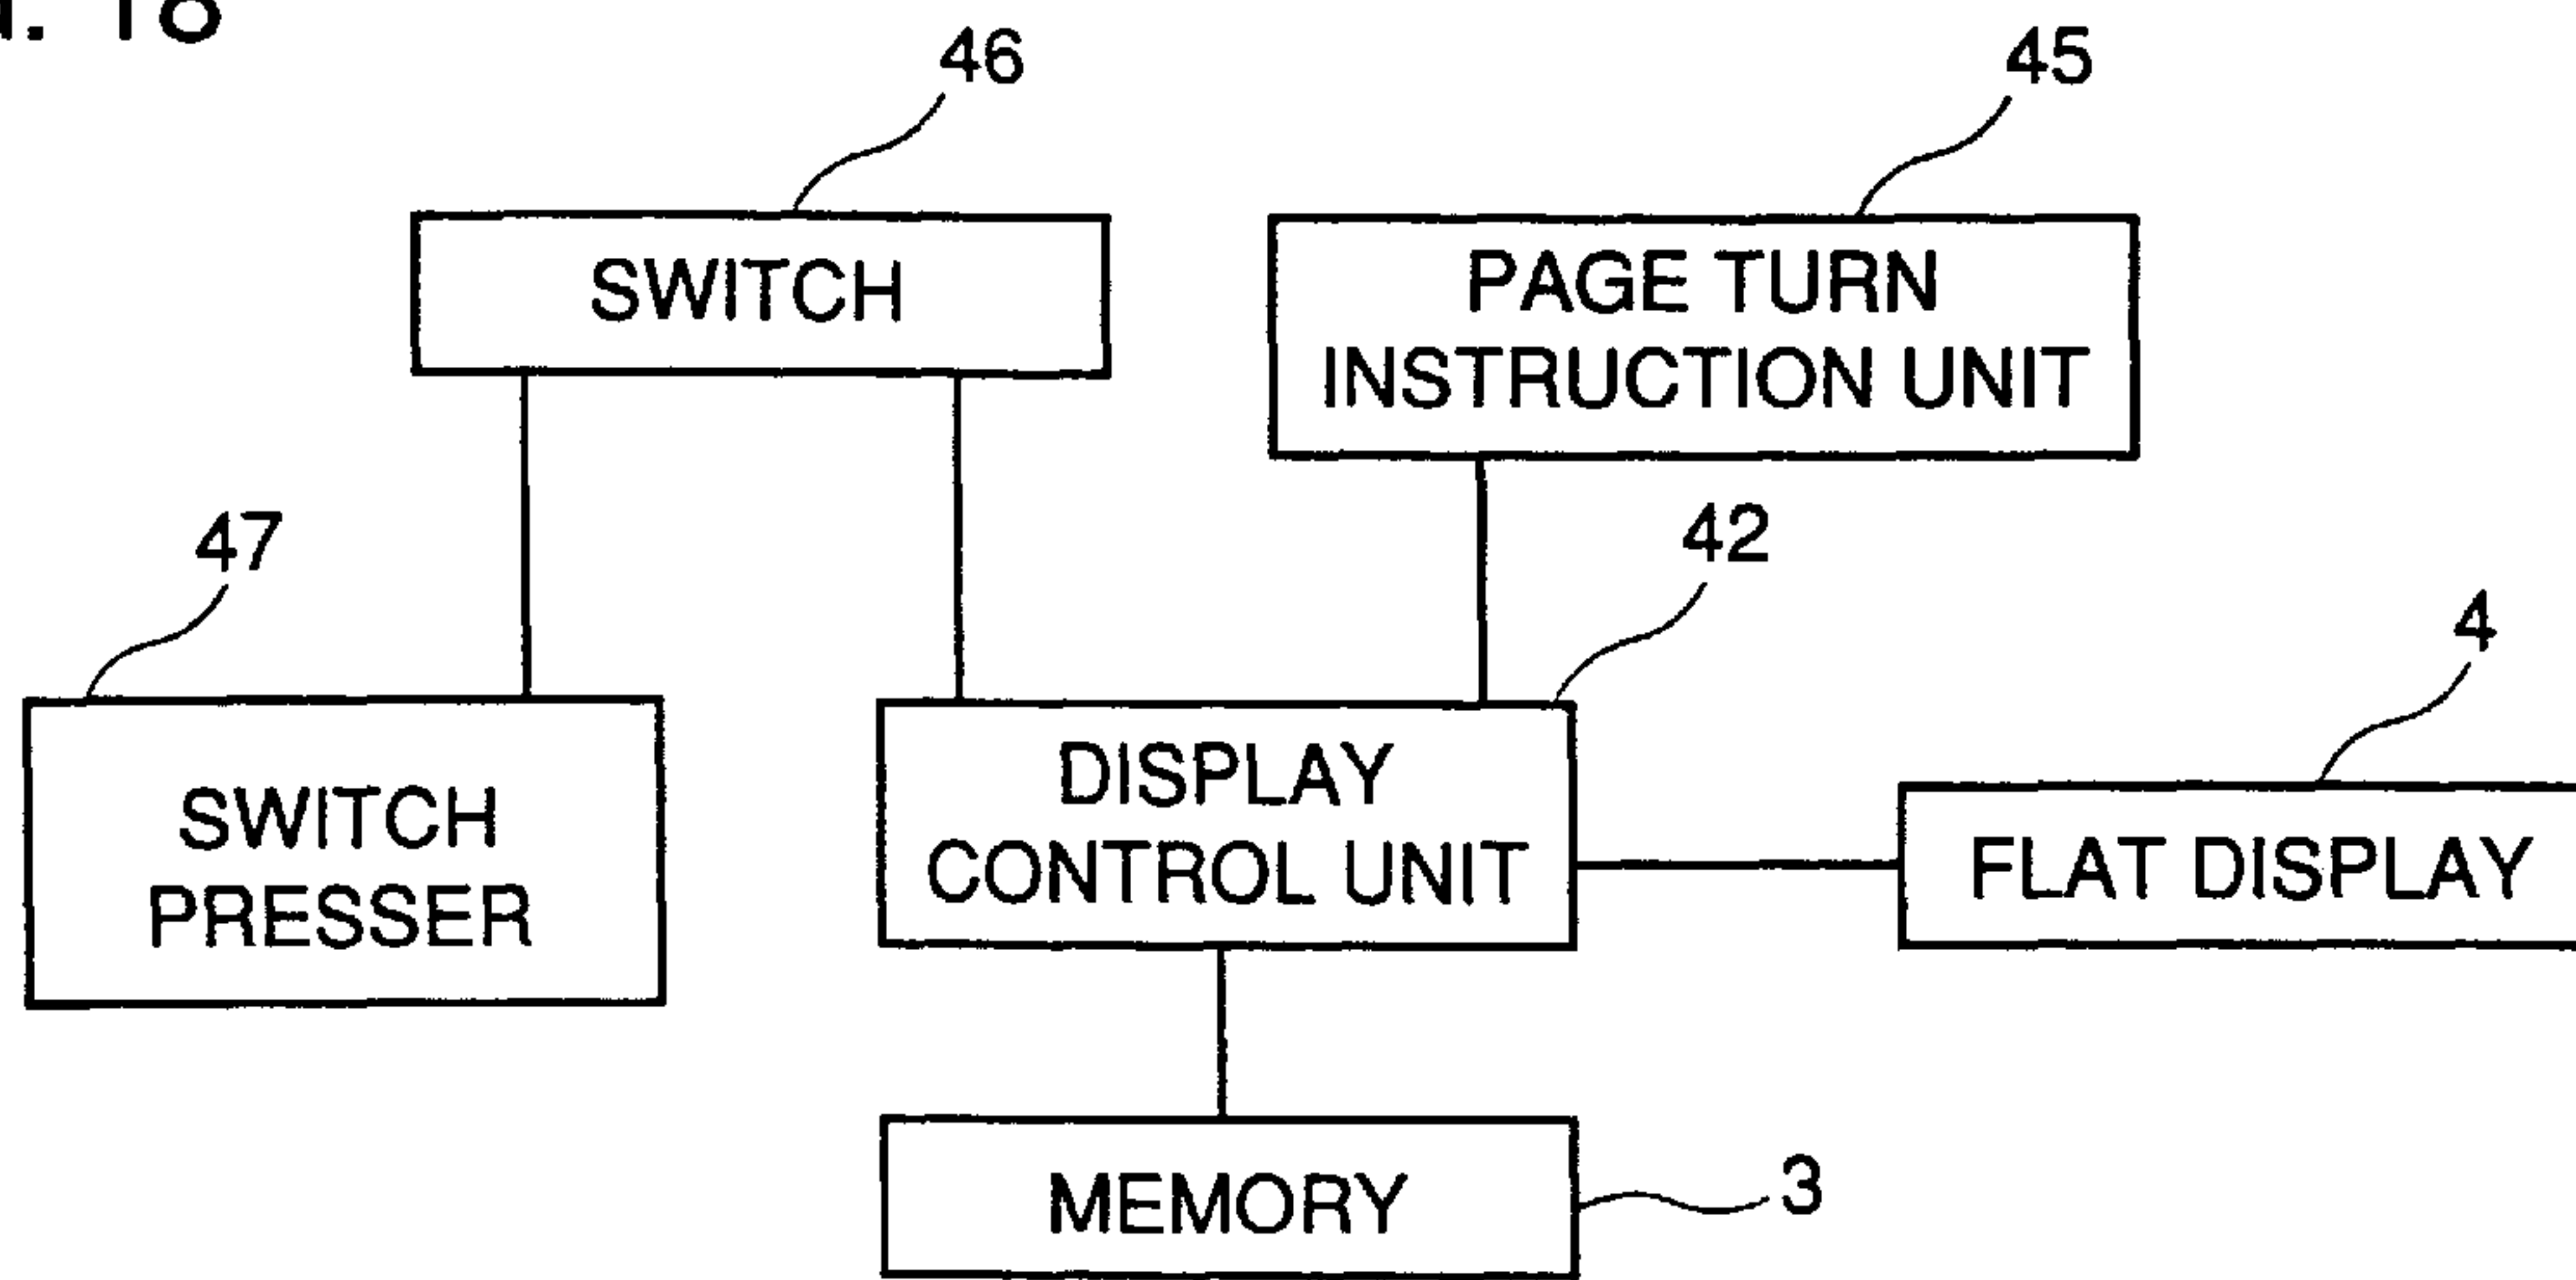 18
46
45
SWITCH
PAGE TURN
INSTRUCTION UNIT
47
42
4
SWITCH
PRESSER
DISPLAY
CONTROL UNIT
FLAT DISPLAY
MEMORY
3